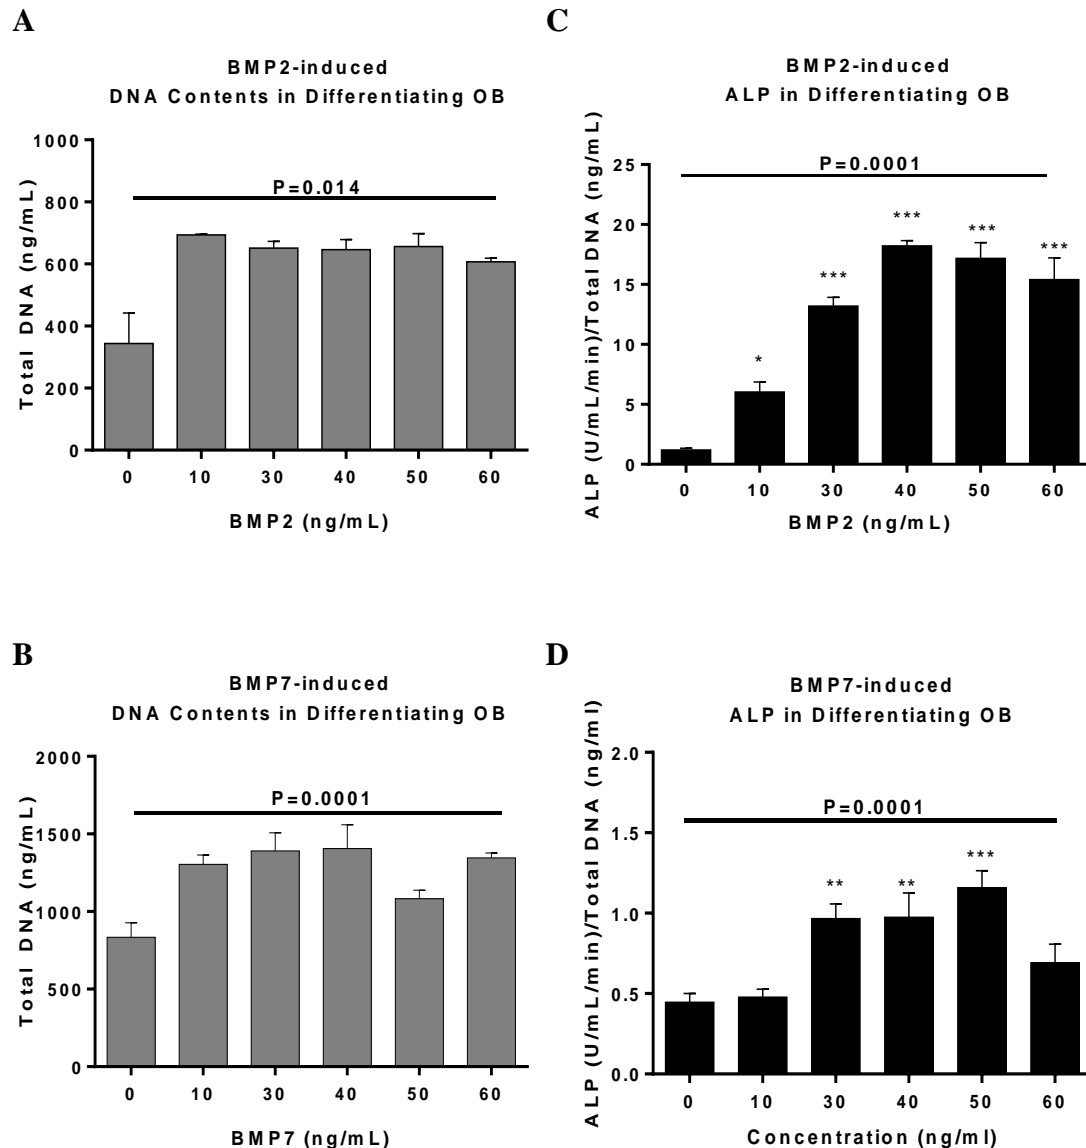 A
BMP2-induced
DNA Contents in Differentiating OB
Total DNA (ng/mL)
1000
800
600
400
200
0
P=0.014
0 10 30 40 50 60
BMP2 (ng/mL)
C
BMP2-induced
ALP in Differentiating OB
ALP (U/mL/min)/Total DNA (ng/mL)
25
20
15
10
5
0
P=0.0001
* *** *** *** ***
0 10 30 40 50 60
BMP2 (ng/mL)
B
BMP7-induced
DNA Contents in Differentiating OB
Total DNA (ng/mL)
2000
1500
1000
500
0
P=0.0001
0 10 30 40 50 60
BMP7 (ng/mL)
D
BMP7-induced
ALP in Differentiating OB
ALP (U/mL/min)/Total DNA (ng/ml)
2.0
1.5
1.0
0.5
0.0
P=0.0001
** ** ***
0 10 30 40 50 60
Concentration (ng/ml)